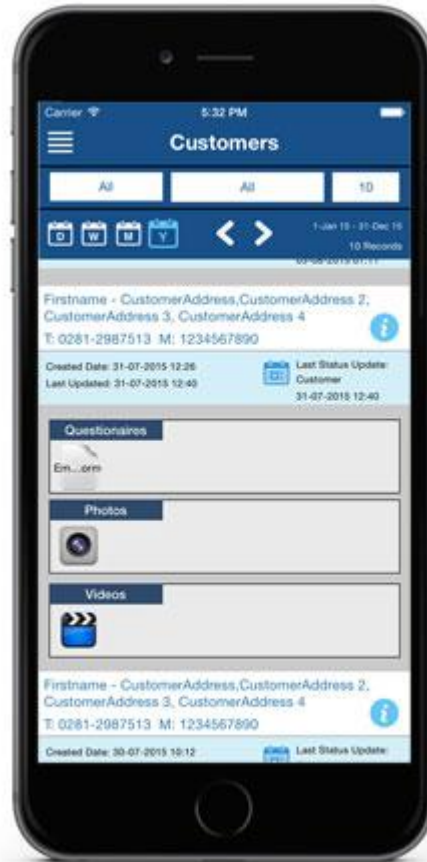 Carrier 5:32 PM
Customers
All All 10
D W M Y
1-Jan 15 - 31-Dec 15
10 Records
Firstname - CustomerAddress,CustomerAddress 2,
CustomerAddress 3, CustomerAddress 4
T: 0281-2987513 M: 1234567890
Created Date: 31-07-2015 12:26
Last Updated: 31-07-2015 12:40
Last Status Update:
Customer
31-07-2015 12:40
Questionaires
Em...orm
Photos
Videos
Firstname - CustomerAddress,CustomerAddress 2,
CustomerAddress 3, CustomerAddress 4
T: 0281-2987513 M: 1234567890
Created Date: 30-07-2015 10:12
Last Status Update: